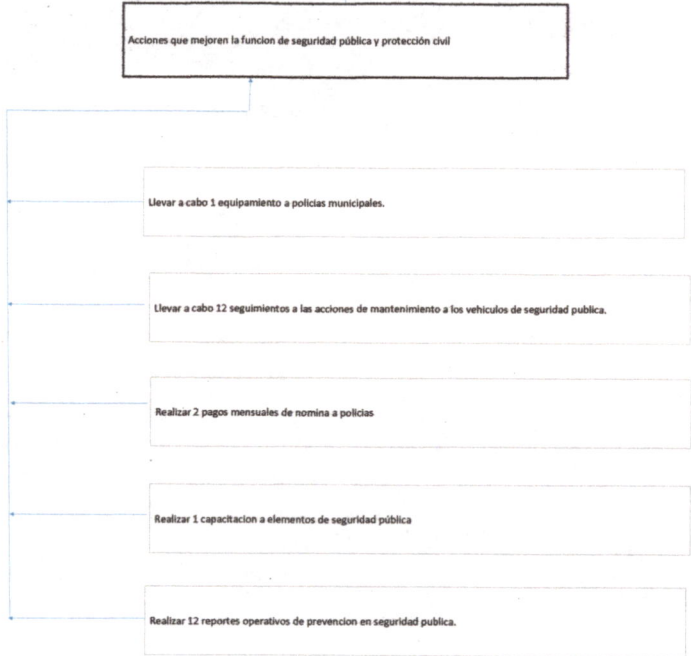 Acciones que mejoren la funcion de seguridad pública y protección civil
Llevar a cabo 1 equipamiento a policias municipales.
Llevar a cabo 12 seguimientos a las acciones de mantenimiento a los vehiculos de seguridad publica.
Realizar 2 pagos mensuales de nomina a policias
Realizar 1 capacitacion a elementos de seguridad pública
Realizar 12 reportes operativos de prevencion en seguridad publica.